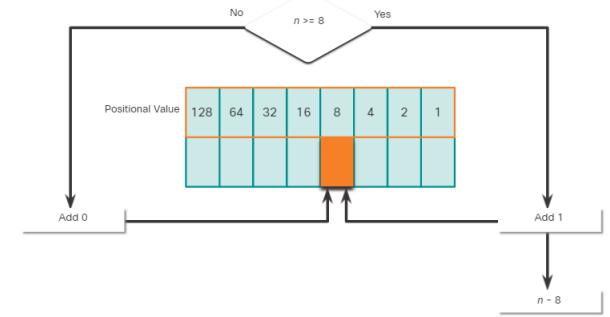 No
n >= 8
Yes
Positional Value 128 64 32 16 8 4 2 1
Add 0
Add 1
n - 8